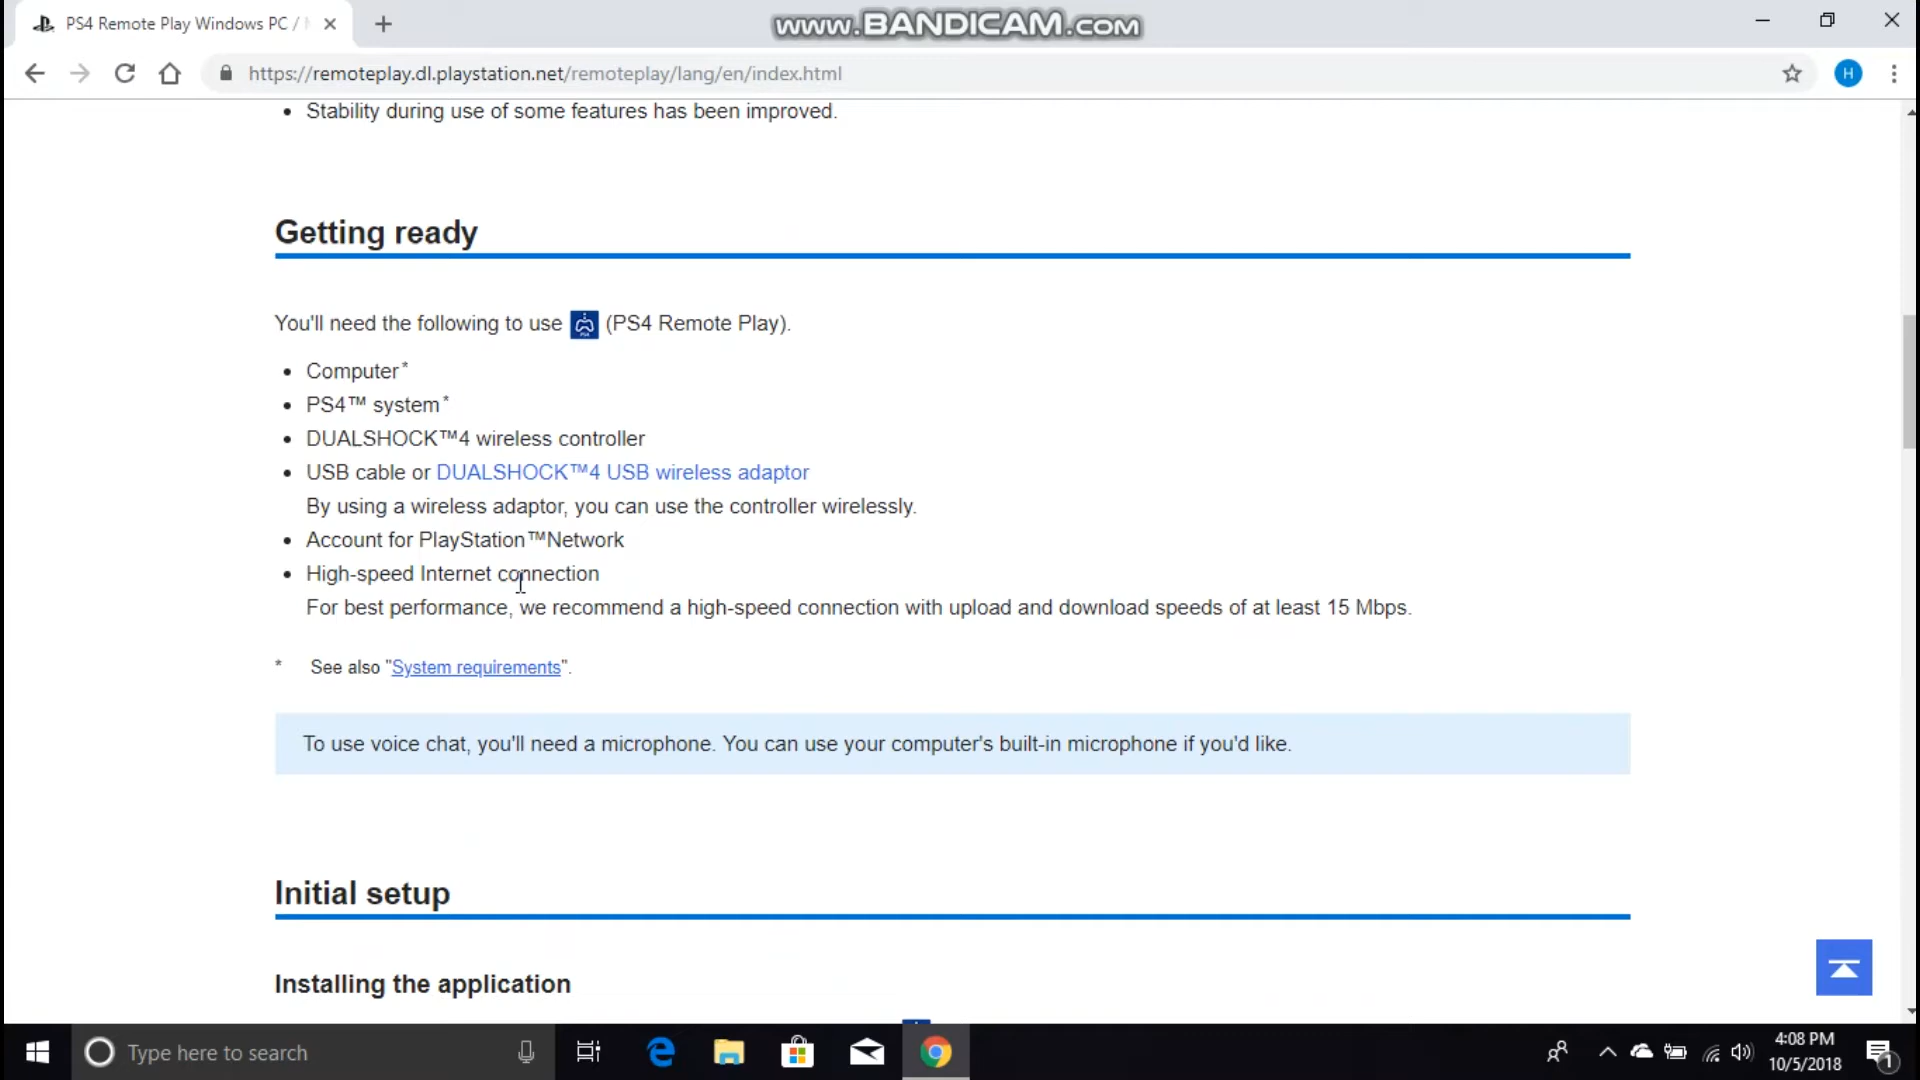 PS4 Remote Play Windows PC /
www.BANDICAM.com
https://remoteplay.dl.playstation.net/remoteplay/lang/en/index.html
H
• Stability during use of some features has been improved.
Getting ready
You'll need the following to use (PS4 Remote Play).
• Computer*
• PS4™ system*
• DUALSHOCK™4 wireless controller
• USB cable or DUALSHOCK™4 USB wireless adaptor
By using a wireless adaptor, you can use the controller wirelessly.
• Account for PlayStation™Network
• High-speed Internet connection
For best performance, we recommend a high-speed connection with upload and download speeds of at least 15 Mbps.
* See also "System requirements".
To use voice chat, you'll need a microphone. You can use your computer's built-in microphone if you'd like.
Initial setup
Installing the application
Type here to search
4:08 PM
10/5/2018
1